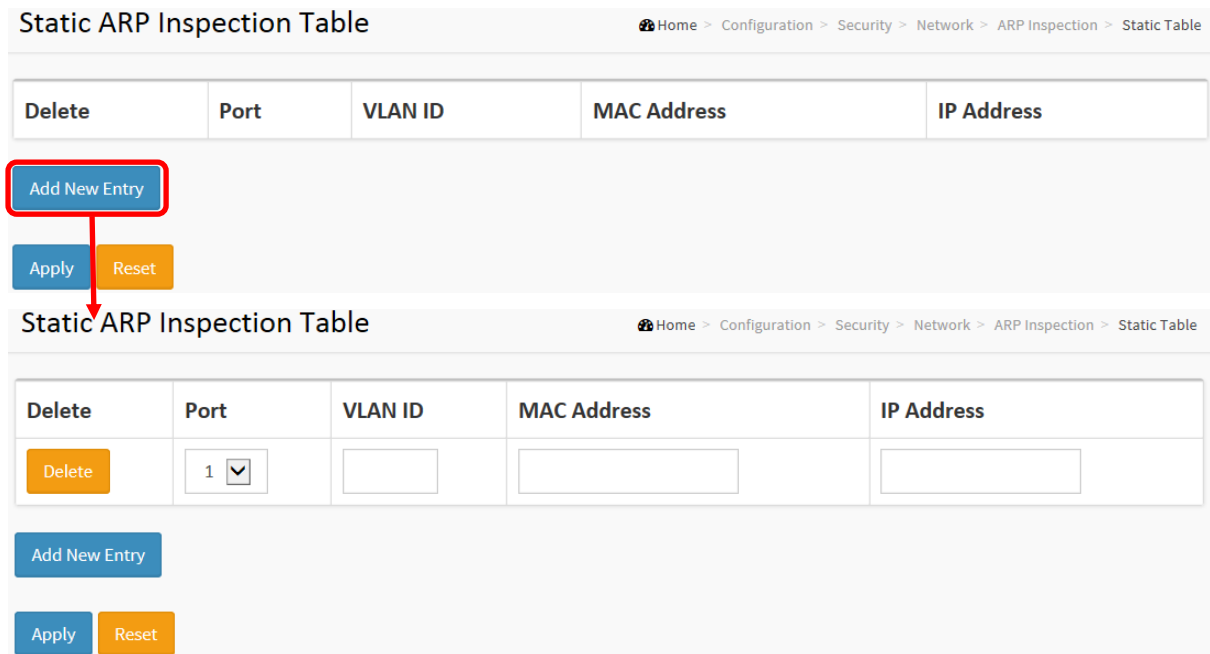 Static ARP Inspection Table
Home > Configuration > Security > Network > ARP Inspection > Static Table
Delete Port VLAN ID MAC Address IP Address
Add New Entry
Apply Reset
Static ARP Inspection Table
Home > Configuration > Security > Network > ARP Inspection > Static Table
Delete Port VLAN ID MAC Address IP Address
Delete 1
Add New Entry
Apply Reset